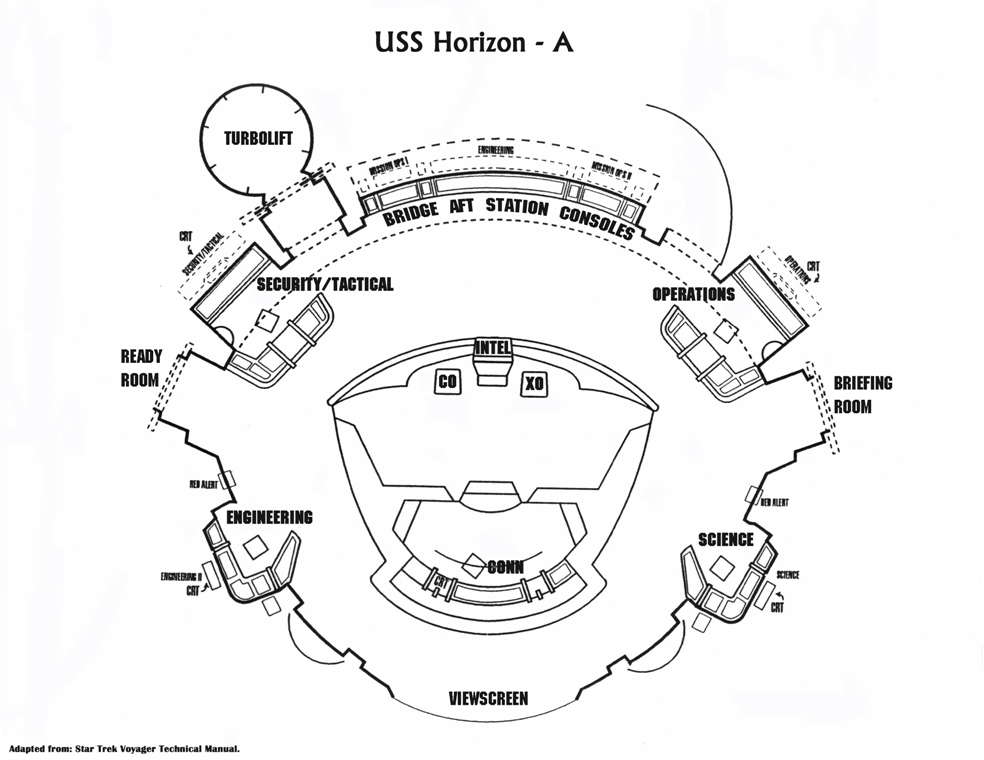 USS Horizon - A
TURBOLIFT
MISSION OPS I
ENGINEERING
MISSION OPS II
BRIDGE AFT STATION CONSOLES
CRT
SECURITY/TACTICAL
SECURITY/TACTICAL
OPERATIONS
CRT
OPERATIONS
READY
ROOM
INTEL
CO
XO
BRIEFING
ROOM
RED ALERT
RED ALERT
ENGINEERING
SCIENCE
CONN
CRT
ENGINEERING II
CRT
SCIENCE
CRT
VIEWSCREEN
Adapted from: Star Trek Voyager Technical Manual.